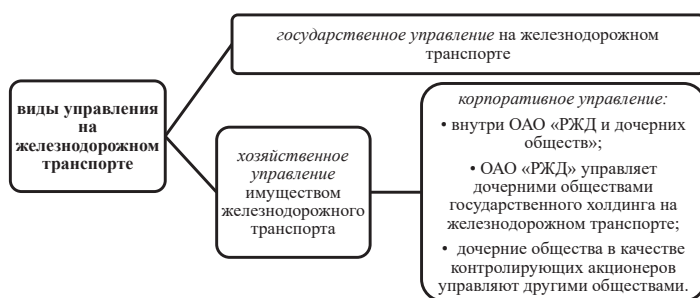 государственное управление на железнодорожном
транспорте
виды управления
на
железнодорожном
транспорте
хозяйственное
управление
имуществом
железнодорожного
транспорта
корпоративное управление:
• внутри ОАО «РЖД и дочерних
обществ»;
• ОАО «РЖД» управляет
дочерними обществами
государственного холдинга на
железнодорожном транспорте;
• дочерние общества в качестве
контролирующих акционеров
управляют другими обществами.